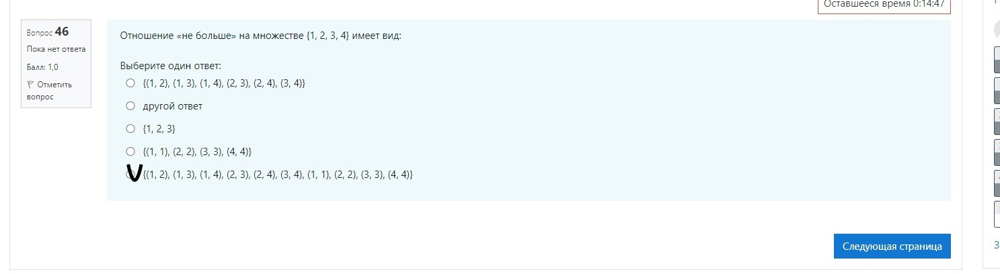 Оставшееся время 0:14:47
Вопрос 46
Пока нет ответа
Балл: 1,0
Отметить
вопрос
Отношение «не больше» на множестве {1, 2, 3, 4} имеет вид:
Выберите один ответ:
{(1, 2), (1, 3), (1, 4), (2, 3), (2, 4), (3, 4)}
другой ответ
{1, 2, 3}
{(1, 1), (2, 2), (3, 3), (4, 4)}
{(1, 2), (1, 3), (1, 4), (2, 3), (2, 4), (3, 4), (1, 1), (2, 2), (3, 3), (4, 4)}
Следующая страница